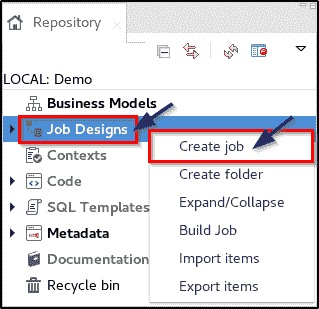 Repository
LOCAL: Demo
Business Models
Job Designs
Contexts
Code
SQL Templates
Metadata
Documentation
Recycle bin
Create job
Create folder
Expand/Collapse
Build Job
Import items
Export items